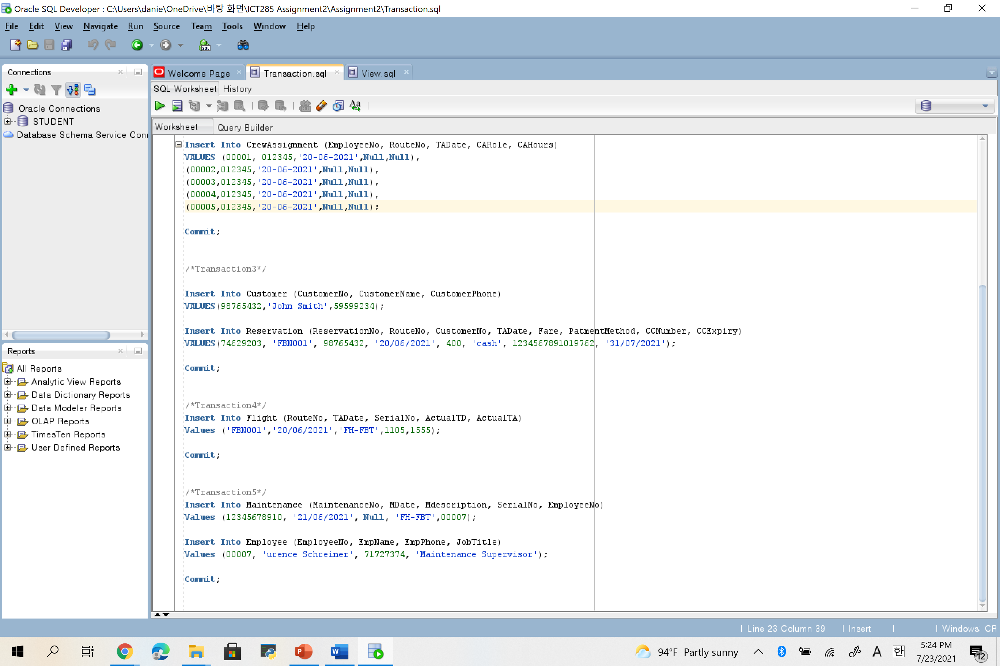 Oracle SQL Developer : C:\Users\danie\OneDrive\바탕 화면\ICT285 Assignment2\Assignment2\Transaction.sql
File Edit View Navigate Run Source Team Tools Window Help
Connections
Oracle Connections
STUDENT
Database Schema Service Conn
Reports
All Reports
Analytic View Reports
Data Dictionary Reports
Data Modeler Reports
OLAP Reports
TimesTen Reports
User Defined Reports
Welcome Page Transaction.sql View.sql
SQL Worksheet History
Worksheet Query Builder
Insert Into CrewAssignment (EmployeeNo, RouteNo, TADate, CARole, CAHours)
VALUES (00001, 012345,'20-06-2021',Null,Null),
(00002,012345,'20-06-2021',Null,Null),
(00003,012345,'20-06-2021',Null,Null),
(00004,012345,'20-06-2021',Null,Null),
(00005,012345,'20-06-2021',Null,Null);
Commit;
/*Transaction3*/
Insert Into Customer (CustomerNo, CustomerName, CustomerPhone)
VALUES(98765432,'John Smith',59599234);
Insert Into Reservation (ReservationNo, RouteNo, CustomerNo, TADate, Fare, PatmentMethod, CCNumber, CCExpiry)
VALUES(74629203, 'FBN001', 98765432, '20/06/2021', 400, 'cash', 1234567891019762, '31/07/2021');
Commit;
/*Transaction4*/
Insert Into Flight (RouteNo, TADate, SerialNo, ActualTD, ActualTA)
Values ('FBN001','20/06/2021','FH-FBT',1105,1555);
Commit;
/*Transaction5*/
Insert Into Maintenance (MaintenanceNo, MDate, Mdescription, SerialNo, EmployeeNo)
Values (12345678910, '21/06/2021', Null, 'FH-FBT',00007);
Insert Into Employee (EmployeeNo, EmpName, EmpPhone, JobTitle)
Values (00007, 'urence Schreiner', 71727374, 'Maintenance Supervisor');
Commit;
Line 23 Column 39 Insert Windows: CR
94°F Partly sunny
A 한
5:24 PM
7/23/2021
12